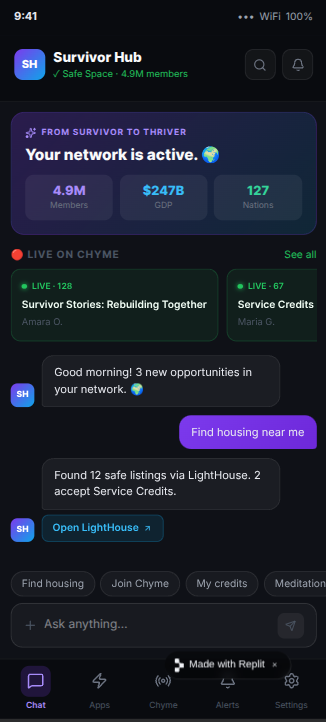 9:41
••• WiFi 100%
SH
Survivor Hub
✓ Safe Space · 4.9M members
FROM SURVIVOR TO THRIVER
Your network is active. 🌍
4.9M
Members
$247B
GDP
127
Nations
🔴 LIVE ON CHYME
See all
LIVE · 128
Survivor Stories: Rebuilding Together
Amara O.
LIVE · 67
Service Credits
Maria G.
Good morning! 3 new opportunities in
your network. 🌍
SH
Find housing near me
Found 12 safe listings via LightHouse. 2
accept Service Credits.
SH
Open LightHouse ↗
Find housing
Join Chyme
My credits
Meditation
+ Ask anything...
Made with Replit ×
Chat
Apps
Chyme
Alerts
Settings